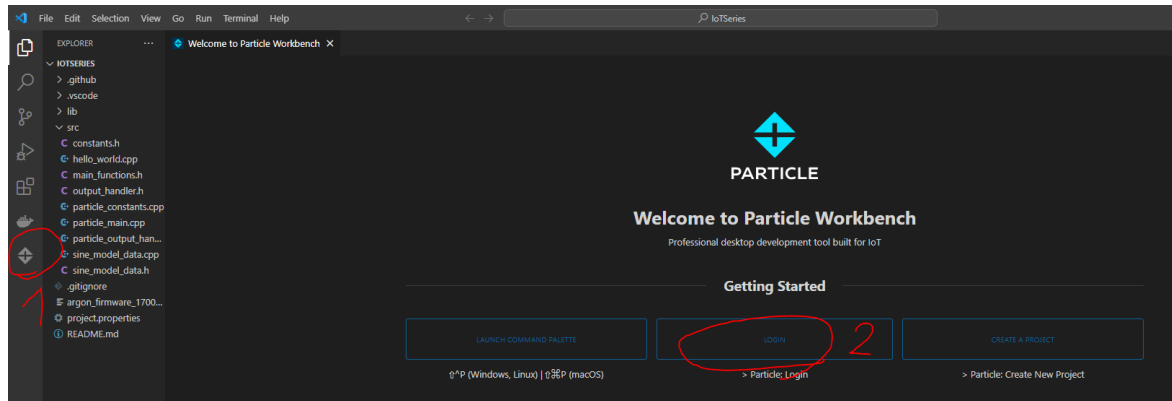 File Edit Selection View Go Run Terminal Help
IoTSeries
EXPLORER ...
Welcome to Particle Workbench
IOTSERIES
.github
.vscode
lib
src
C constants.h
hello_world.cpp
C main_functions.h
C output_handler.h
particle_constants.cpp
particle_main.cpp
particle_output_han...
sine_model_data.cpp
C sine_model_data.h
.gitignore
argon_firmware_1700...
project.properties
README.md
1
PARTICLE
Welcome to Particle Workbench
Professional desktop development tool built for IoT
Getting Started
LAUNCH COMMAND PALETTE
LOGIN
2
CREATE A PROJECT
⇧^P (Windows, Linux) | ⇧⌘P (macOS)
> Particle: Login
> Particle: Create New Project